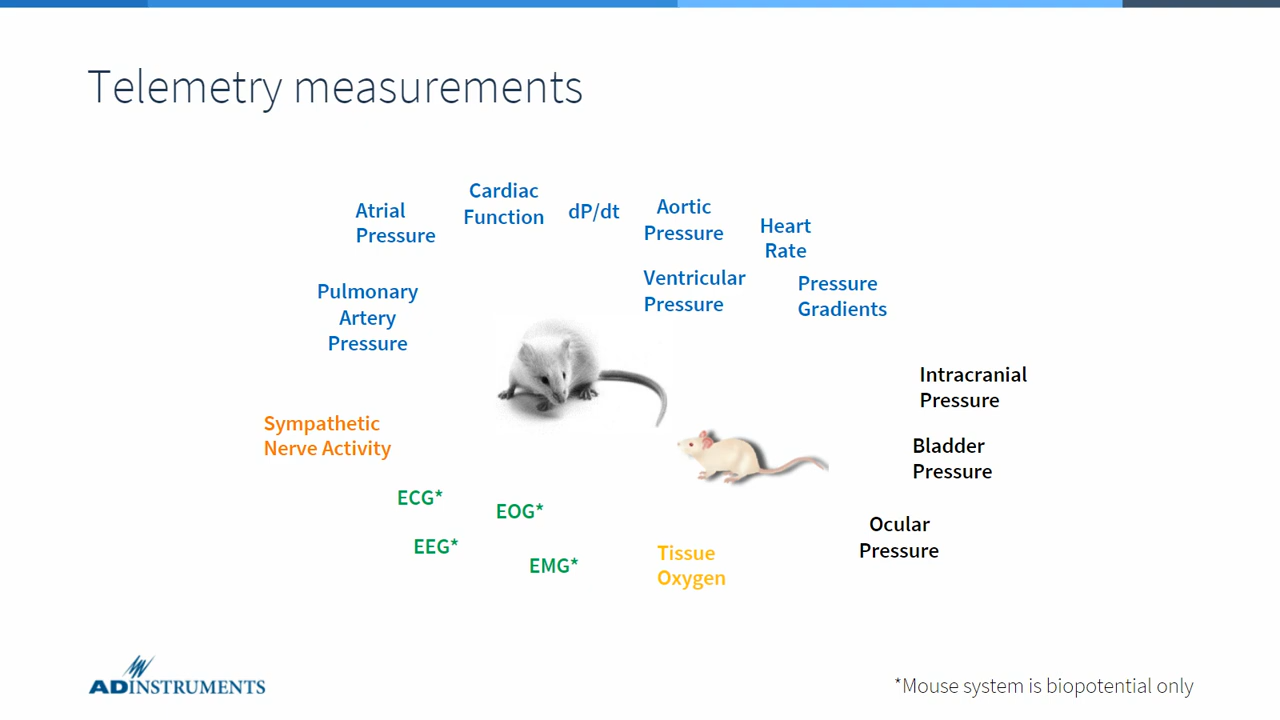 Telemetry measurements
Cardiac
Function
Atrial
Pressure
dP/dt
Aortic
Pressure
Heart
Rate
Ventricular
Pressure
Pressure
Gradients
Pulmonary
Artery
Pressure
Intracranial
Pressure
Sympathetic
Nerve Activity
Bladder
Pressure
ECG*
EOG*
EEG*
EMG*
Tissue
Oxygen
Ocular
Pressure
ADINSTRUMENTS
*Mouse system is biopotential only